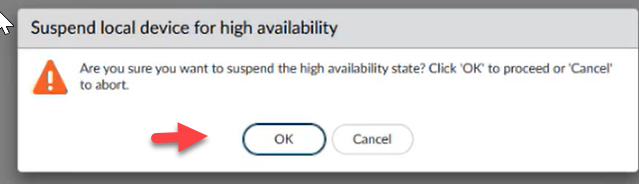 Suspend local device for high availability
Are you sure you want to suspend the high availability state? Click 'OK' to proceed or 'Cancel'
to abort.
OK
Cancel